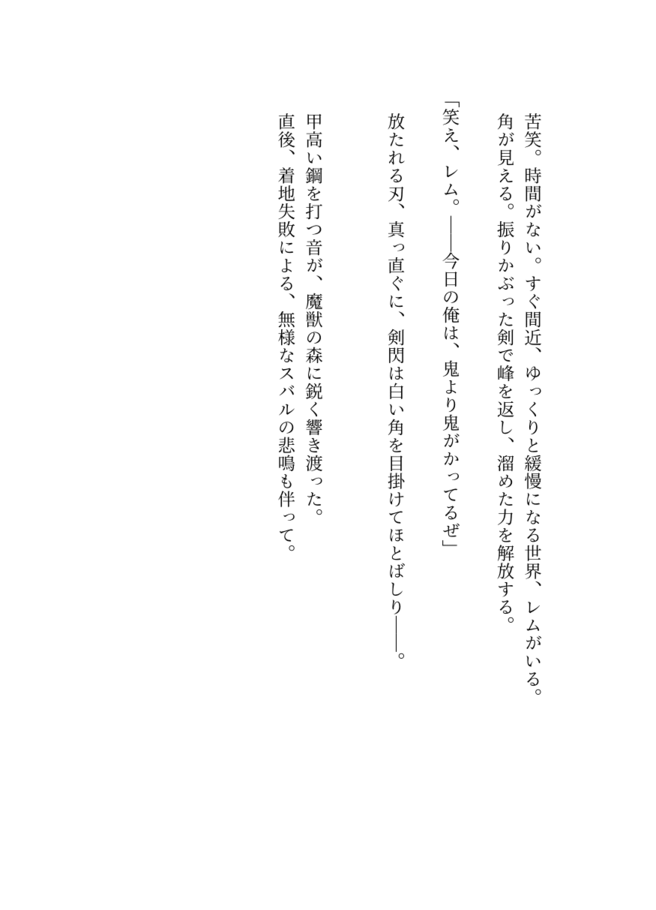 苦笑。時間がない。すぐ間近、ゆっくりと緩慢になる世界、レムがいる。
角が見える。振りかぶった剣で峰を返し、溜めた力を解放する。
「笑え、レム。――今日の俺は、鬼より鬼がかってるぜ」
放たれる刃、真っ直ぐに、剣閃は白い角を目掛けてほとばしり――。
甲高い鋼を打つ音が、魔獣の森に鋭く響き渡った。
直後、着地失敗による、無様なスバルの悲鳴も伴って。